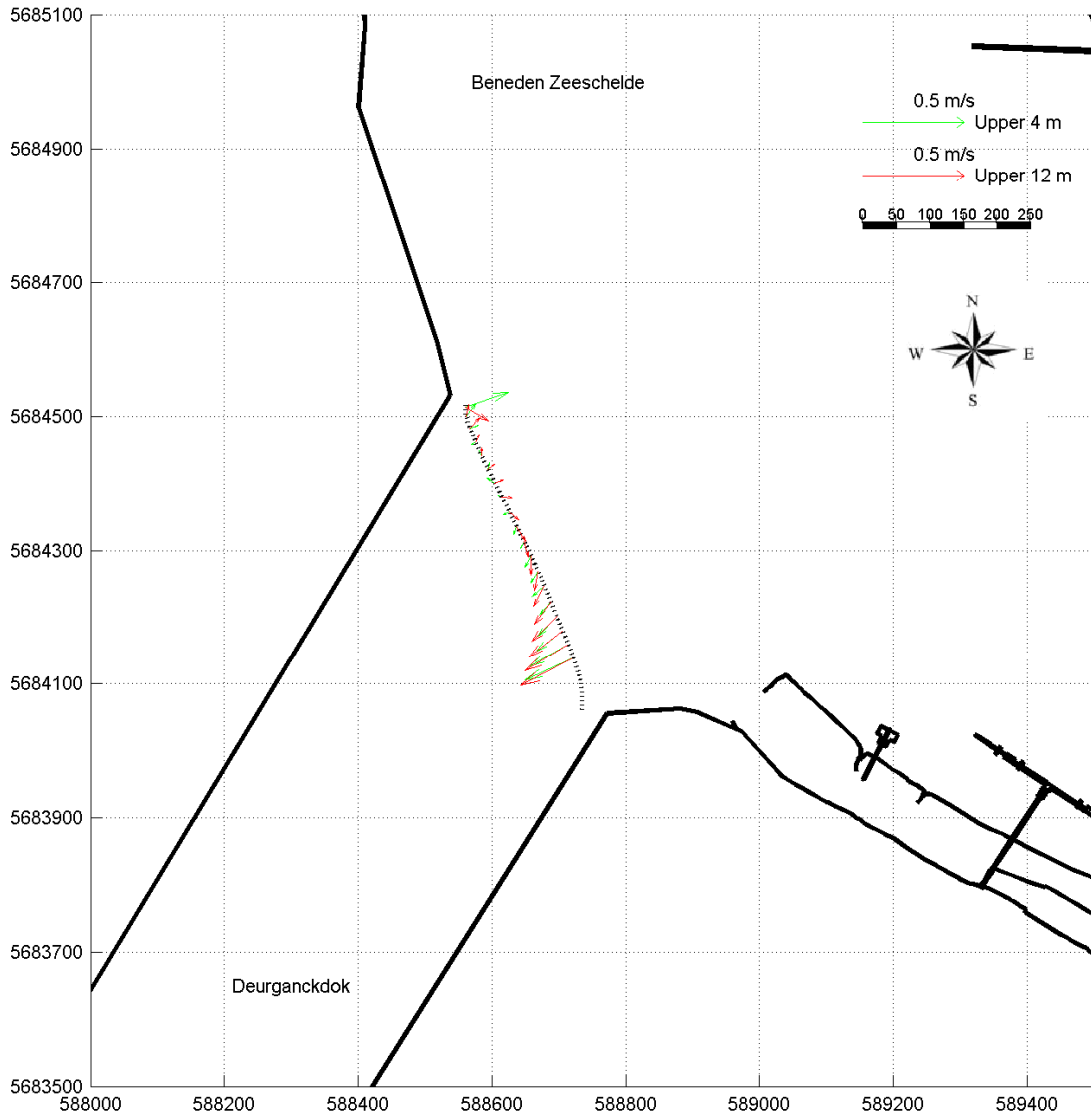 5685100
Beneden Zeeschelde
0.5 m/s
Upper 4 m
5684900
0.5 m/s
Upper 12 m
0 50 100 150 200 250
5684700
N
W E
S
5684500
5684300
5684100
5683900
5683700
Deurganckdok
5683500
588000 588200 588400 588600 588800 589000 589200 589400